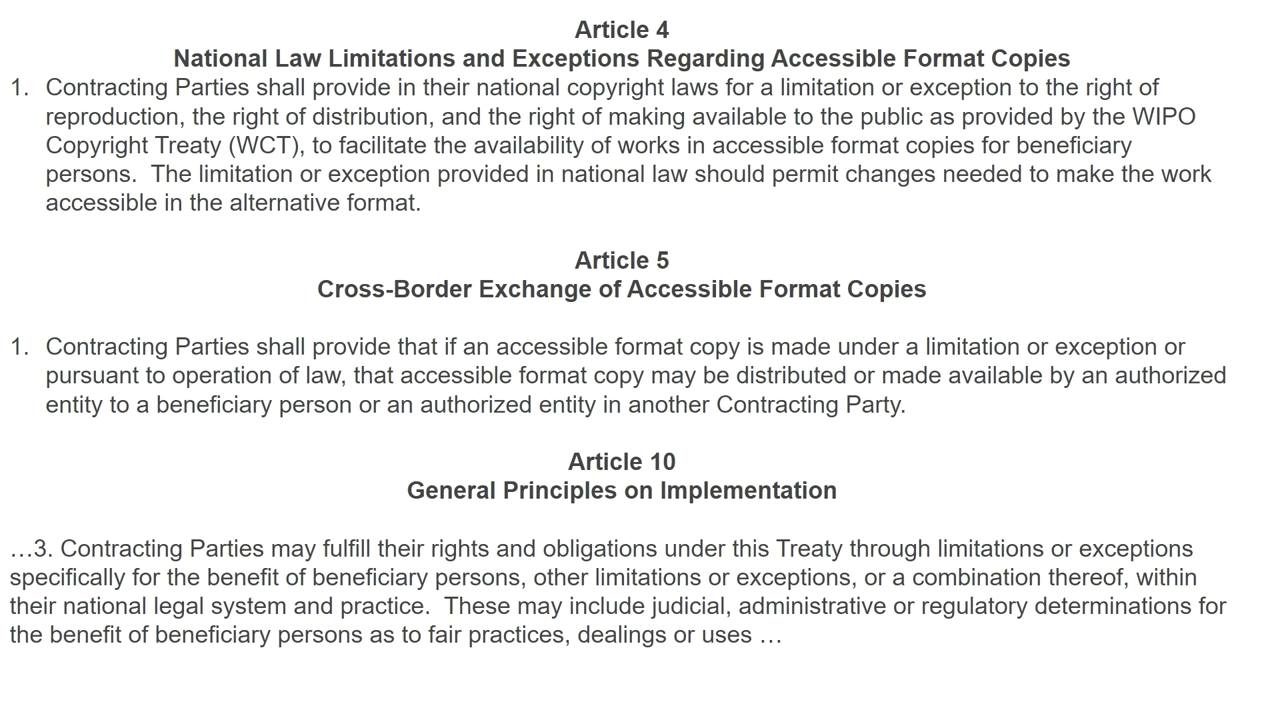 Article 4
National Law Limitations and Exceptions Regarding Accessible Format Copies
1. Contracting Parties shall provide in their national copyright laws for a limitation or exception to the right of
reproduction, the right of distribution, and the right of making available to the public as provided by the WIPO
Copyright Treaty (WCT), to facilitate the availability of works in accessible format copies for beneficiary
persons.  The limitation or exception provided in national law should permit changes needed to make the work
accessible in the alternative format.
Article 5
Cross-Border Exchange of Accessible Format Copies
1. Contracting Parties shall provide that if an accessible format copy is made under a limitation or exception or
pursuant to operation of law, that accessible format copy may be distributed or made available by an authorized
entity to a beneficiary person or an authorized entity in another Contracting Party.
Article 10
General Principles on Implementation
…3. Contracting Parties may fulfill their rights and obligations under this Treaty through limitations or exceptions
specifically for the benefit of beneficiary persons, other limitations or exceptions, or a combination thereof, within
their national legal system and practice.  These may include judicial, administrative or regulatory determinations for
the benefit of beneficiary persons as to fair practices, dealings or uses …